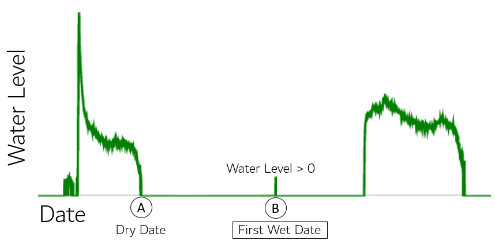 Water Level
Water Level > 0
Date
A
B
Dry Date
First Wet Date